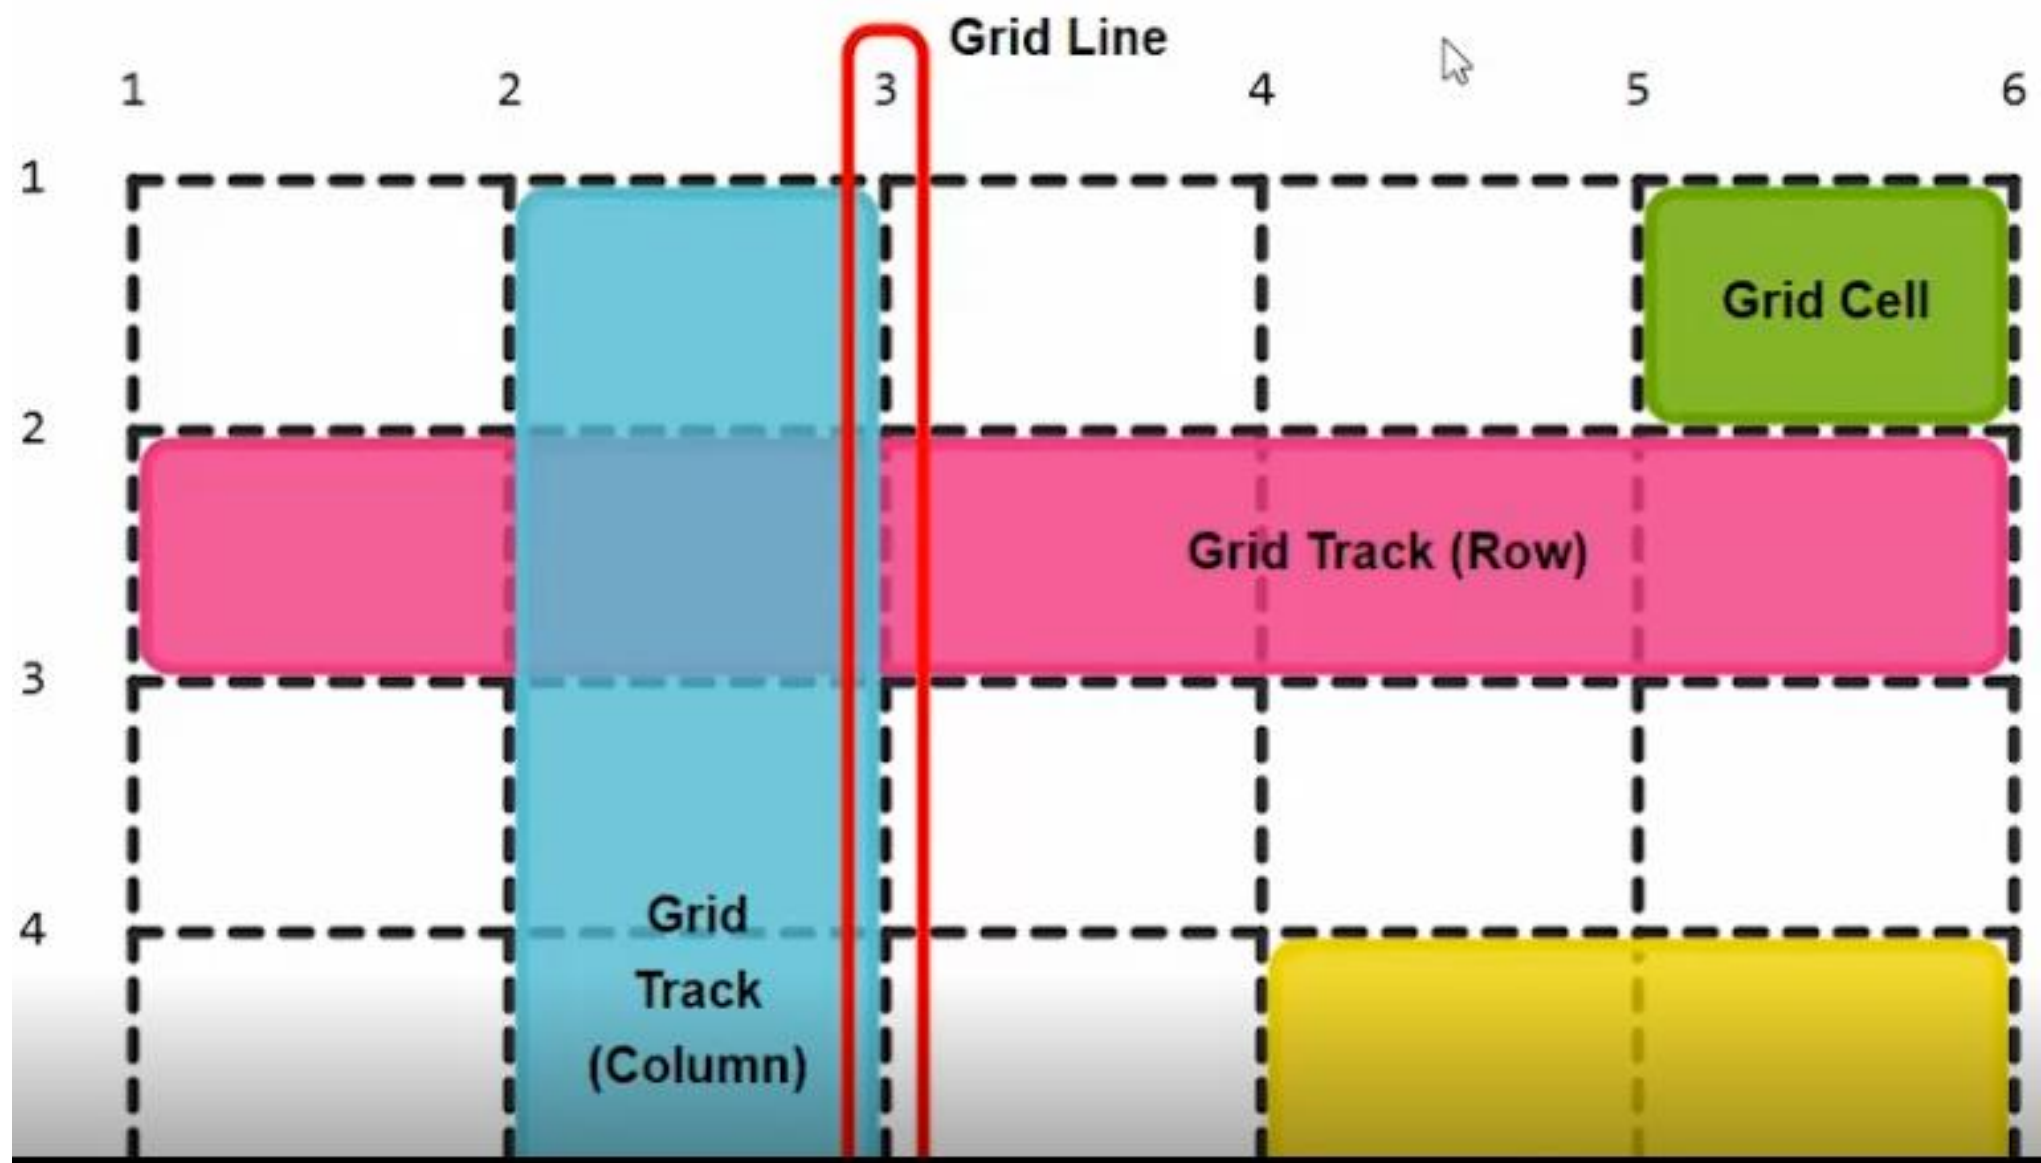 Grid Line
1 2 3 4 5 6
1
Grid Cell
2
Grid Track (Row)
3
4
Grid
Track
(Column)